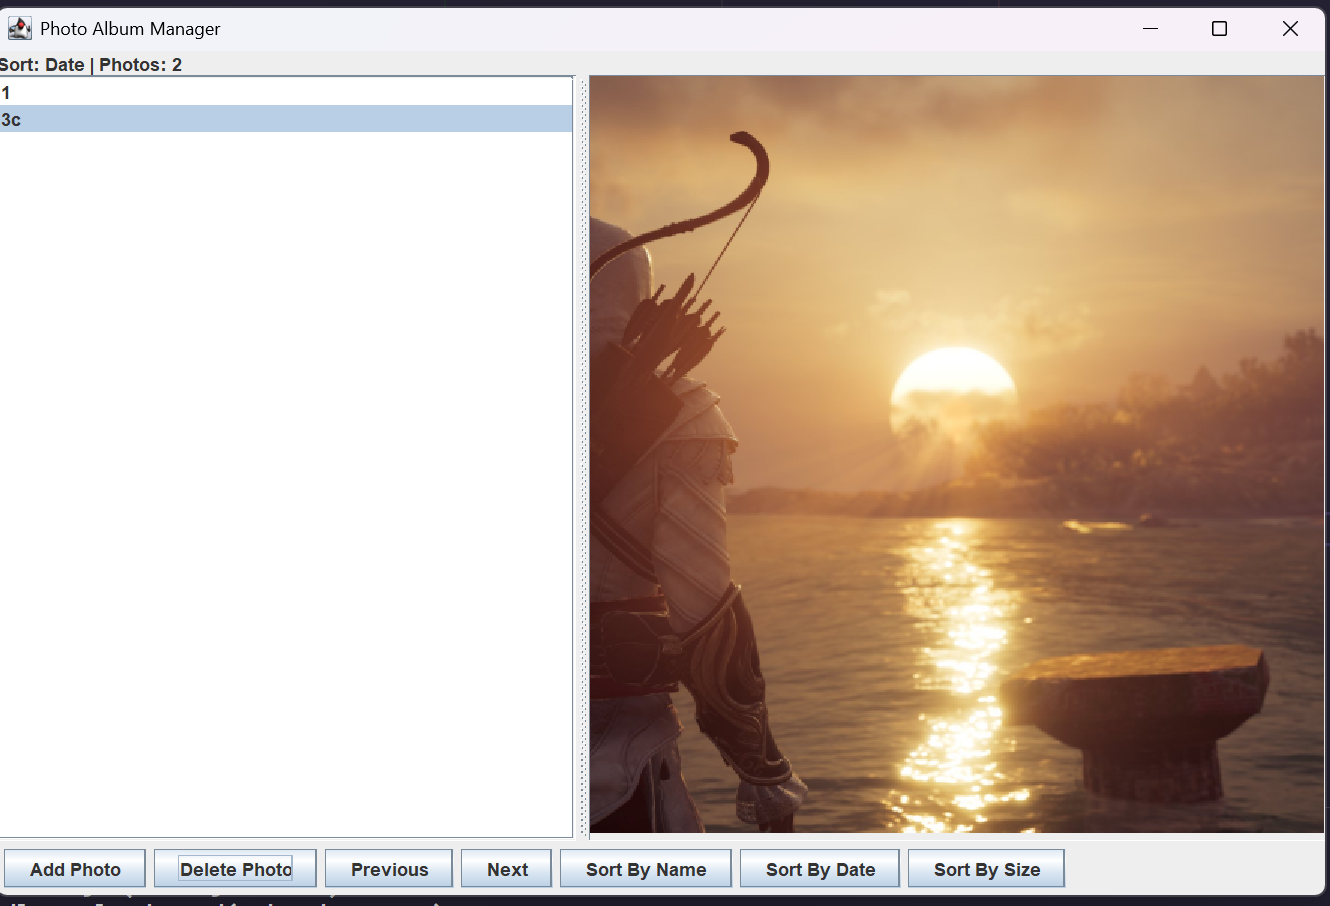 Photo Album Manager
Sort: Date | Photos: 2
1
3c
Add Photo
Delete Photo
Previous
Next
Sort By Name
Sort By Date
Sort By Size